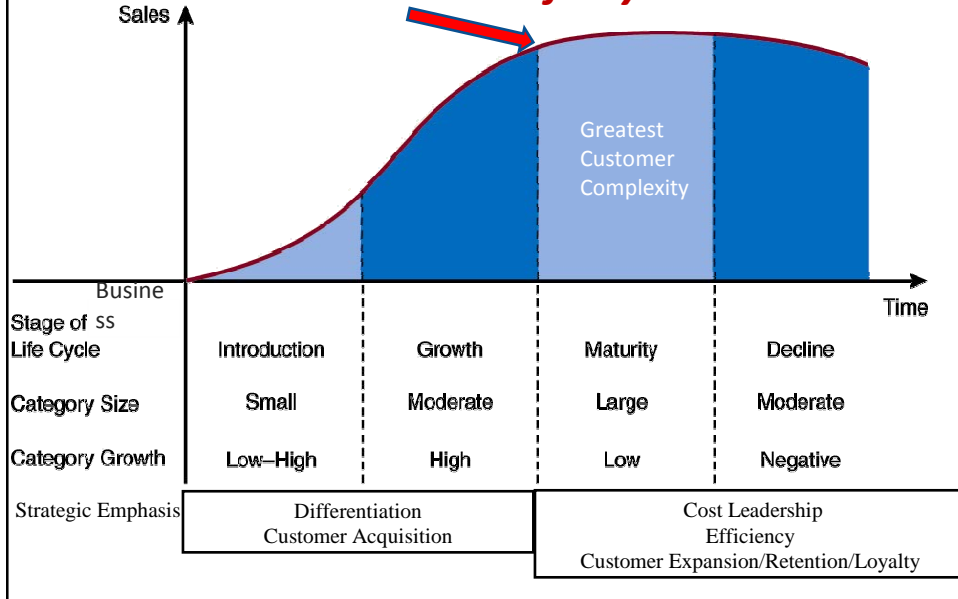 Sales
Greatest
Customer
Complexity
Time
Busine
ss
Stage of
Life Cycle Introduction Growth Maturity Decline
Category Size Small Moderate Large Moderate
Category Growth Low–High High Low Negative
Strategic Emphasis
Differentiation
Customer Acquisition
Cost Leadership
Efficiency
Customer Expansion/Retention/Loyalty